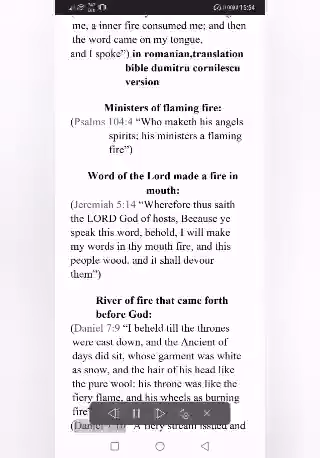 15:54
me, a inner fire consumed me; and then
the word came on my tongue,
and I spoke") in romanian,translation
bible dumitru cornilescu
version
Ministers of flaming fire:
(Psalms 104:4 "Who maketh his angels
spirits; his ministers a flaming
fire")
Word of the Lord made a fire in
mouth:
(Jeremiah 5:14 "Wherefore thus saith
the LORD God of hosts, Because ye
speak this word, behold, I will make
my words in thy mouth fire, and this
people wood, and it shall devour
them")
River of fire that came forth
before God:
(Daniel 7:9 "I beheld till the thrones
were cast down, and the Ancient of
days did sit, whose garment was white
as snow, and the hair of his head like
the pure wool: his throne was like the
fiery flame, and his wheels as burning
fire"
(Daniel 7:10 "A fiery stream issued and